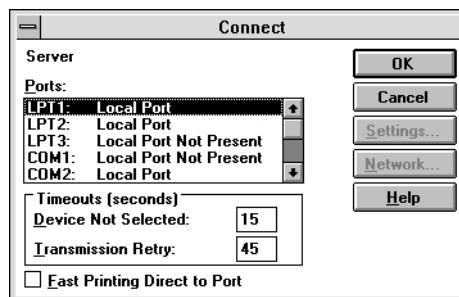 Connect
Server
Ports:
LPT1: Local Port
LPT2: Local Port
LPT3: Local Port Not Present
COM1: Local Port Not Present
COM2: Local Port
Timeouts (seconds)
Device Not Selected: 15
Transmission Retry: 45
Fast Printing Direct to Port
OK
Cancel
Settings...
Network...
Help